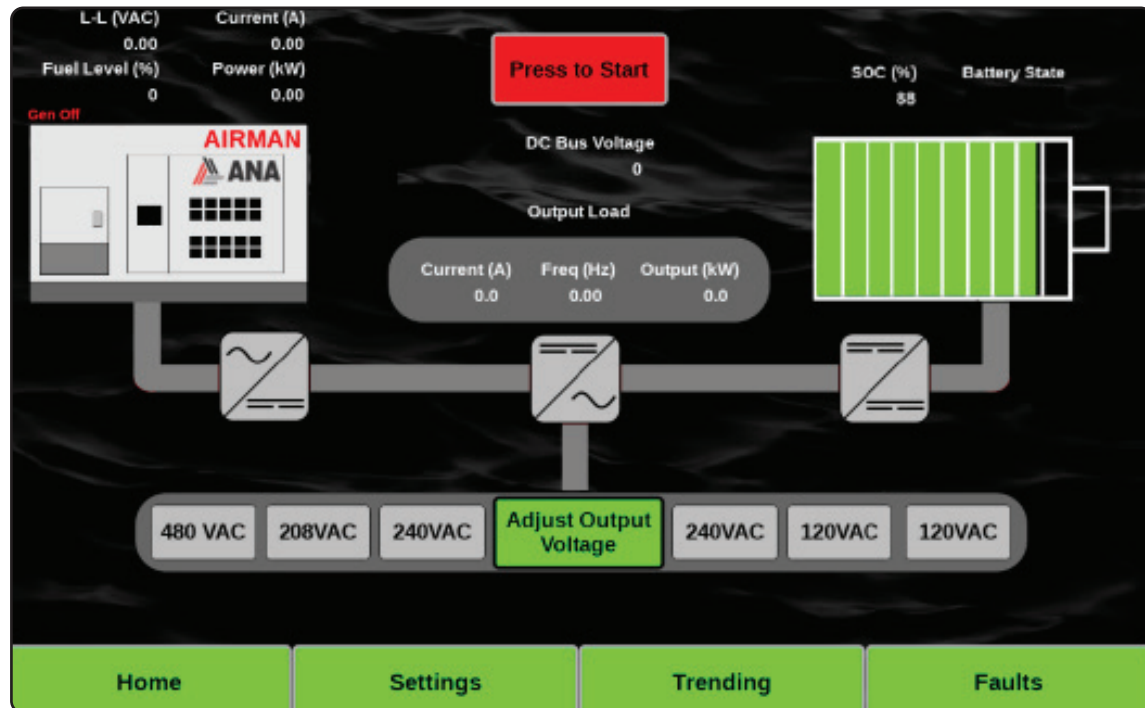 L-L (VAC) Current (A)
0.00 0.00
Fuel Level (%) Power (kW)
0 0.00
Gen Off
AIRMAN
ANA
Press to Start
DC Bus Voltage
0
Output Load
Current (A) Freq (Hz) Output (kW)
0.0 0.00 0.0
SOC (%) Battery State
88
480 VAC 208VAC 240VAC Adjust Output Voltage 240VAC 120VAC 120VAC
Home Settings Trending Faults